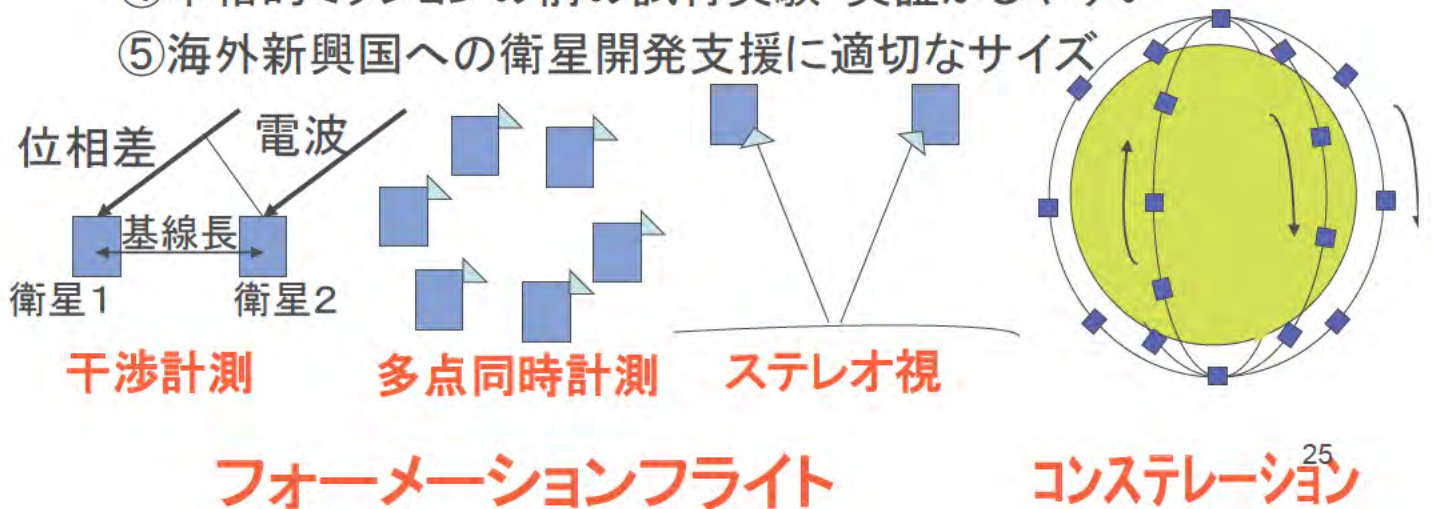 ⑤海外新興国への衛星開発支援に適切なサイズ
位相差
電波
基線長
衛星1
衛星2
干渉計測
多点同時計測
ステレオ視
フォーメーションフライト
コンステレーション
25